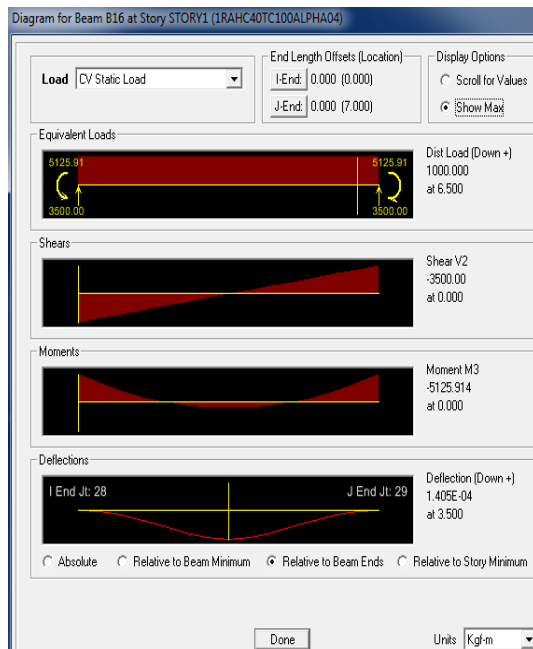 Diagram for Beam B16 at Story STORY1 (1RAHC40TC100ALPHA04)
Load CV Static Load
End Length Offsets (Location)
I-End: 0.000 (0.000)
J-End: 0.000 (7.000)
Display Options
Scroll for Values
Show Max
Equivalent Loads
5125.91
5125.91
3500.00
3500.00
Dist Load (Down +)
1000.000
at 6.500
Shears
Shear V2
-3500.00
at 0.000
Moments
Moment M3
-5125.914
at 0.000
Deflections
I End Jt: 28
J End Jt: 29
Deflection (Down +)
1.405E-04
at 3.500
Absolute Relative to Beam Minimum Relative to Beam Ends Relative to Story Minimum
Done
Units Kgf-m